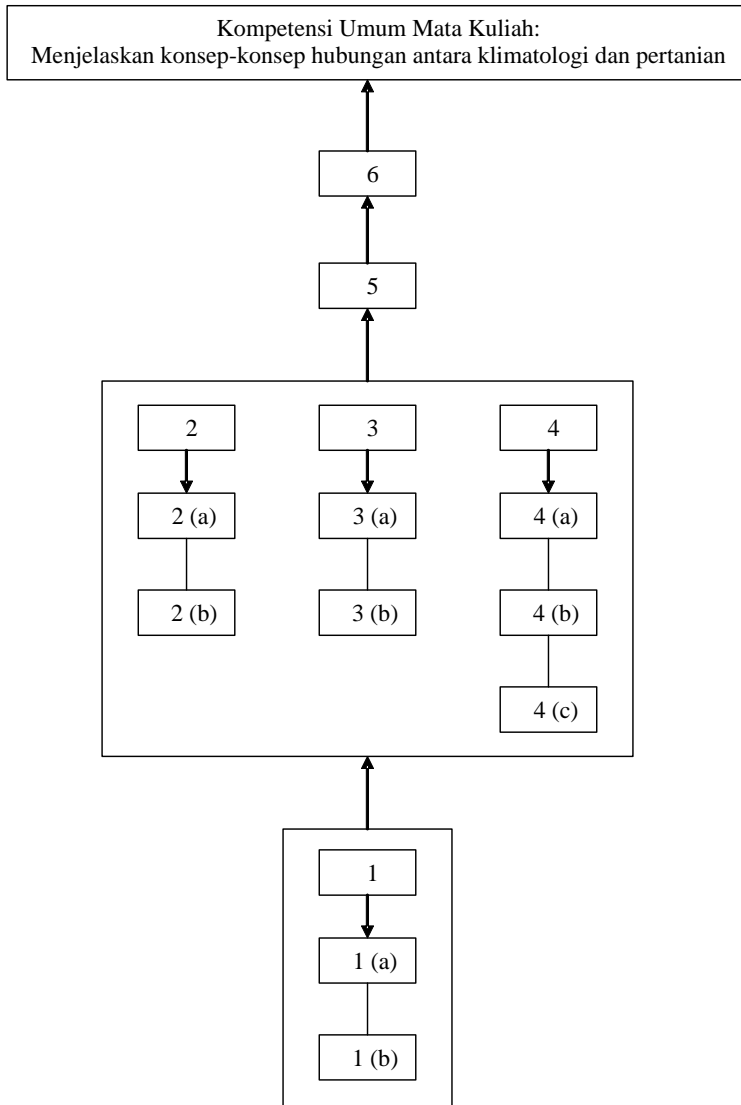 Kompetensi Umum Mata Kuliah:
Menjelaskan konsep-konsep hubungan antara klimatologi dan pertanian
6
5
2 3 4
2 (a) 3 (a) 4 (a)
2 (b) 3 (b) 4 (b)
4 (c)
1
1 (a)
1 (b)